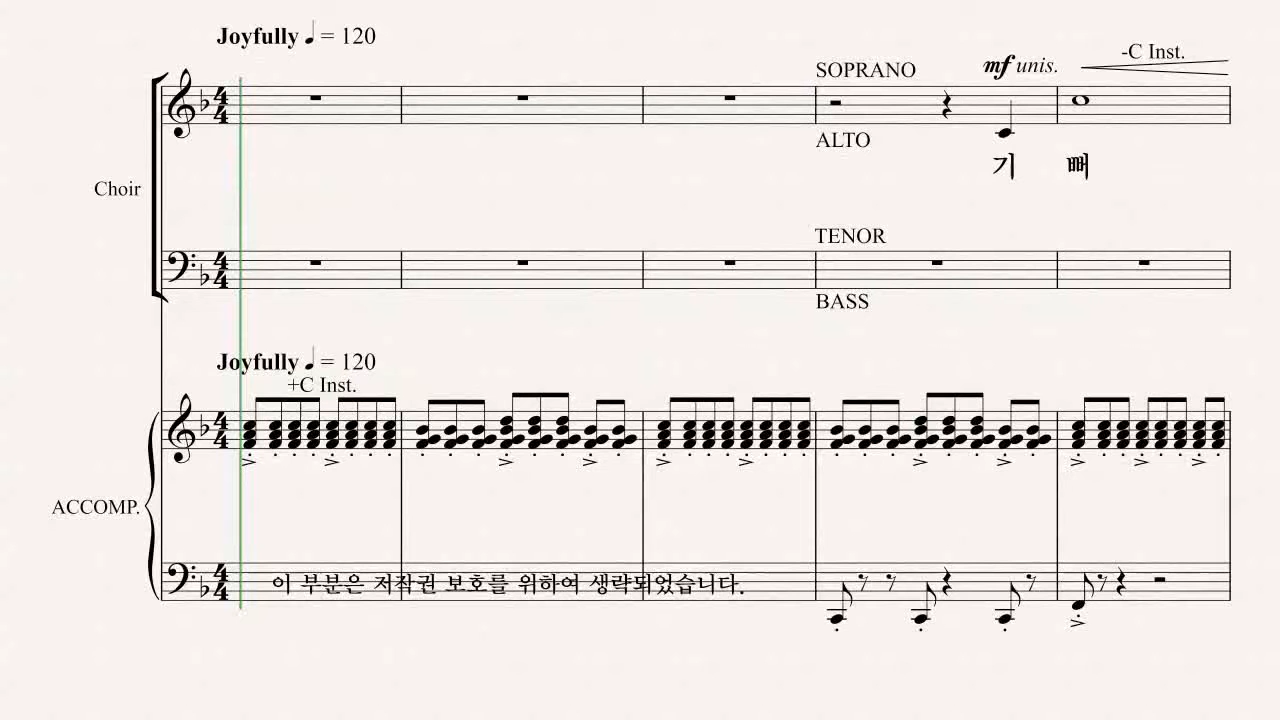 Joyfully ♩ = 120
SOPRANO
mf unis.
-C Inst.
ALTO
기 뻐
Choir
TENOR
BASS
Joyfully ♩ = 120
+C Inst.
ACCOMP.
이 부분은 저작권 보호를 위하여 생략되었습니다.